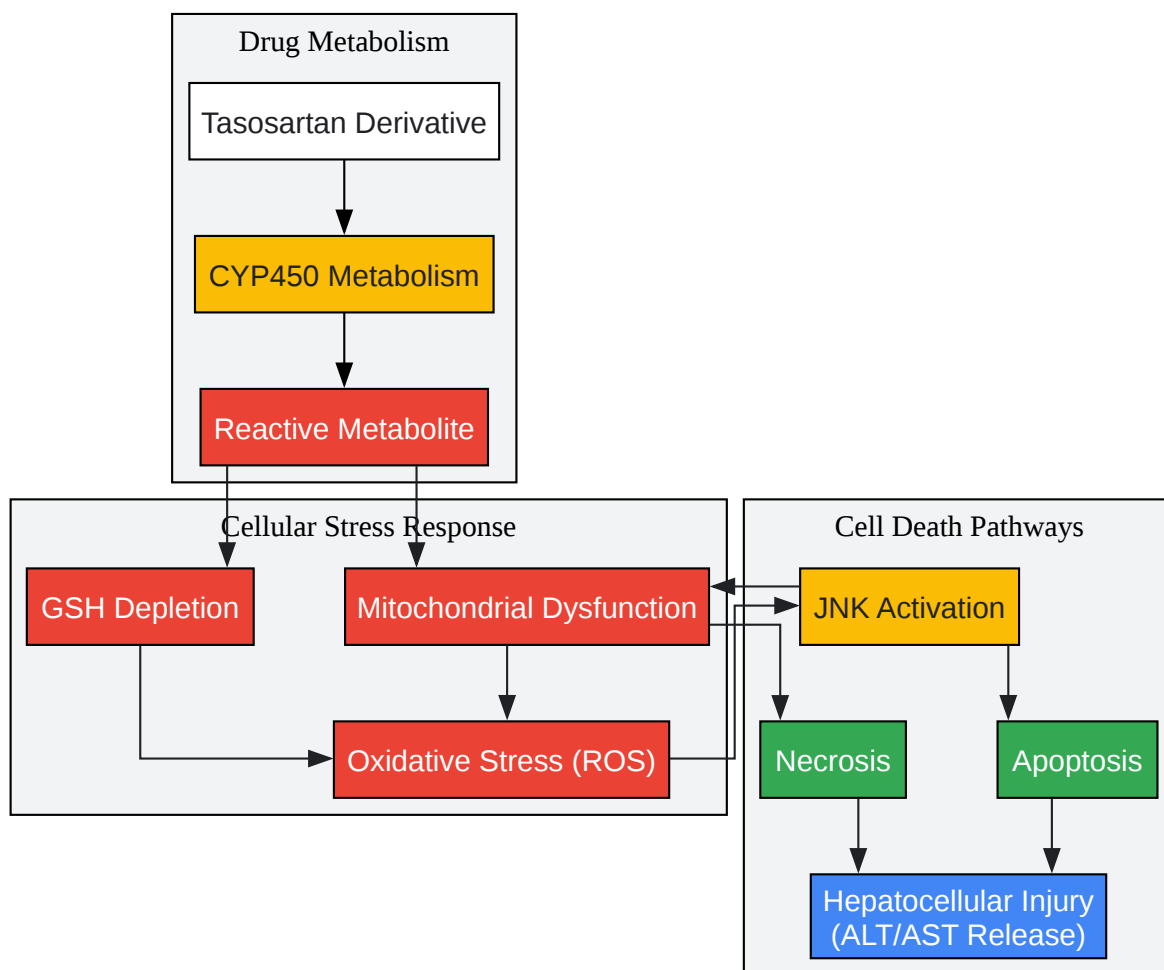 Drug Metabolism
Tasosartan Derivative
CYP450 Metabolism
Reactive Metabolite
Cellular Stress Response
GSH Depletion
Mitochondrial Dysfunction
Oxidative Stress (ROS)
Cell Death Pathways
JNK Activation
Necrosis
Apoptosis
Hepatocellular Injury
(ALT/AST Release)